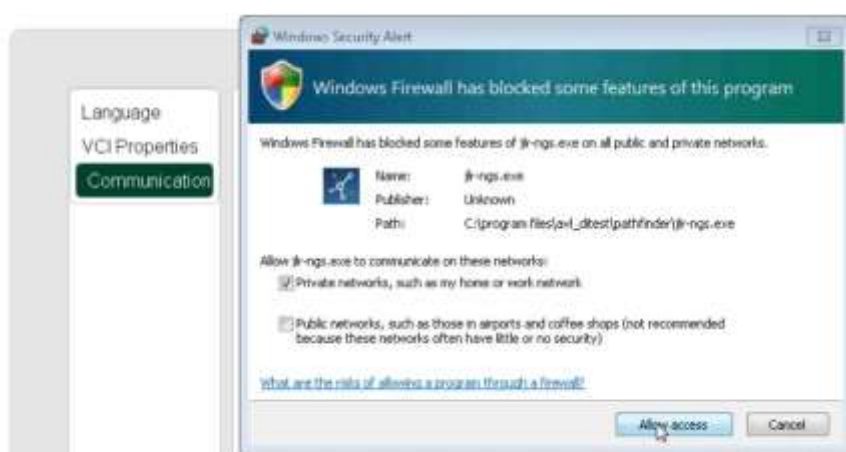 Windows Security Alert
Windows Firewall has blocked some features of this program
Language
VCI Properties
Communication
Windows Firewall has blocked some features of jlr-ngs.exe on all public and private networks.
Name: jlr-ngs.exe
Publisher: Unknown
Path: C:\program files\avl_ditest\pathfinder\jlr-ngs.exe
Allow jlr-ngs.exe to communicate on these networks:
Private networks, such as my home or work network
Public networks, such as those in airports and coffee shops (not recommended
because these networks often have little or no security)
What are the risks of allowing a program through a firewall?
Allow access
Cancel